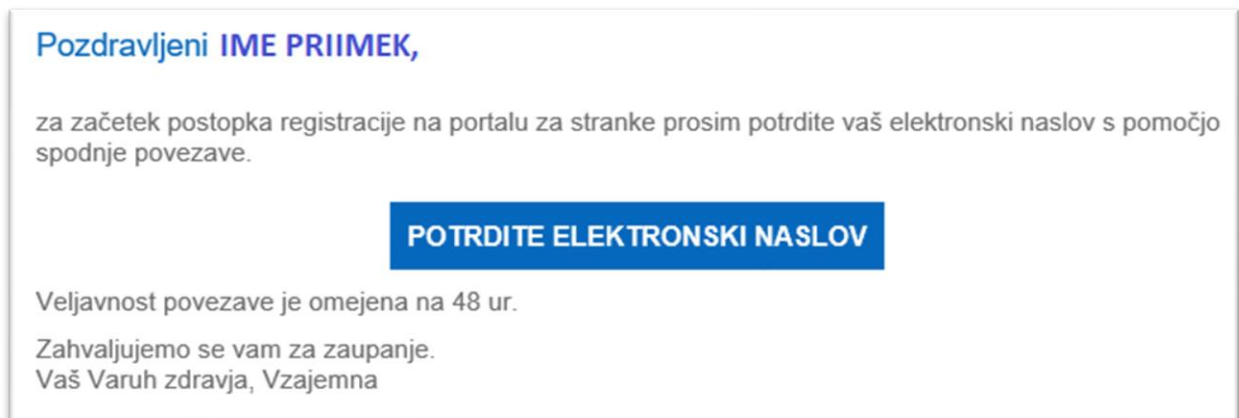 Pozdravljeni IME PRIIMEK,
za začetek postopka registracije na portalu za stranke prosim potrdite vaš elektronski naslov s pomočjo
spodnje povezave.
POTRDITE ELEKTRONSKI NASLOV
Veljavnost povezave je omejena na 48 ur.
Zahvaljujemo se vam za zaupanje.
Vaš Varuh zdravja, Vzajemna